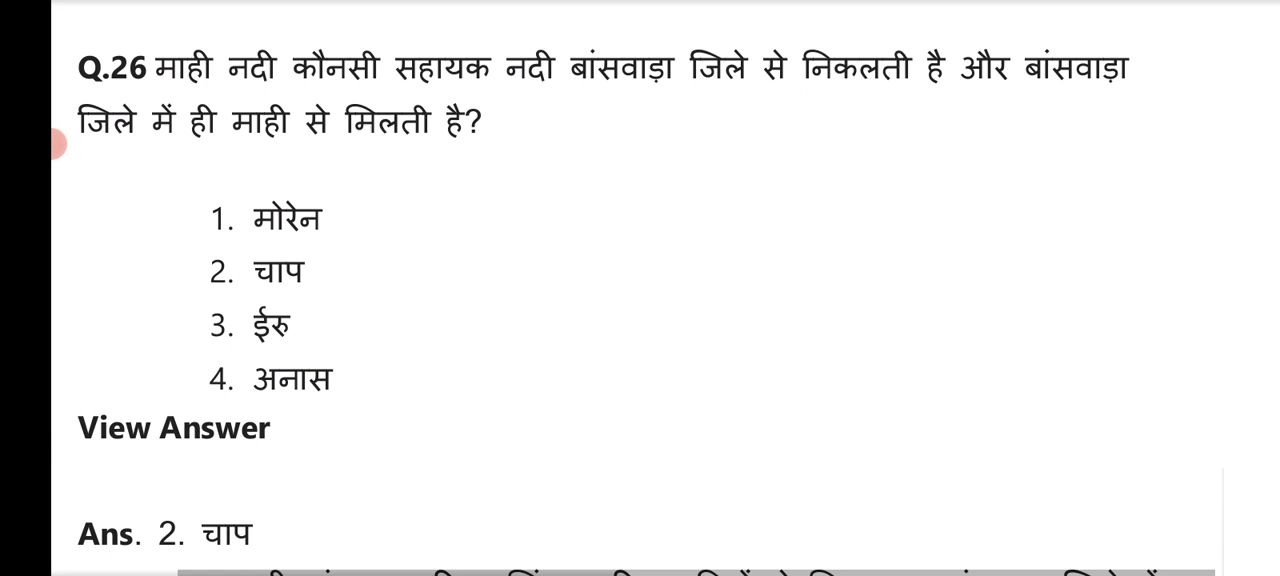 Q.26 माही नदी कौनसी सहायक नदी बांसवाड़ा जिले से निकलती है और बांसवाड़ा
जिले में ही माही से मिलती है?
1. मोरेन
2. चाप
3. ईरु
4. अनास
View Answer
Ans. 2. चाप